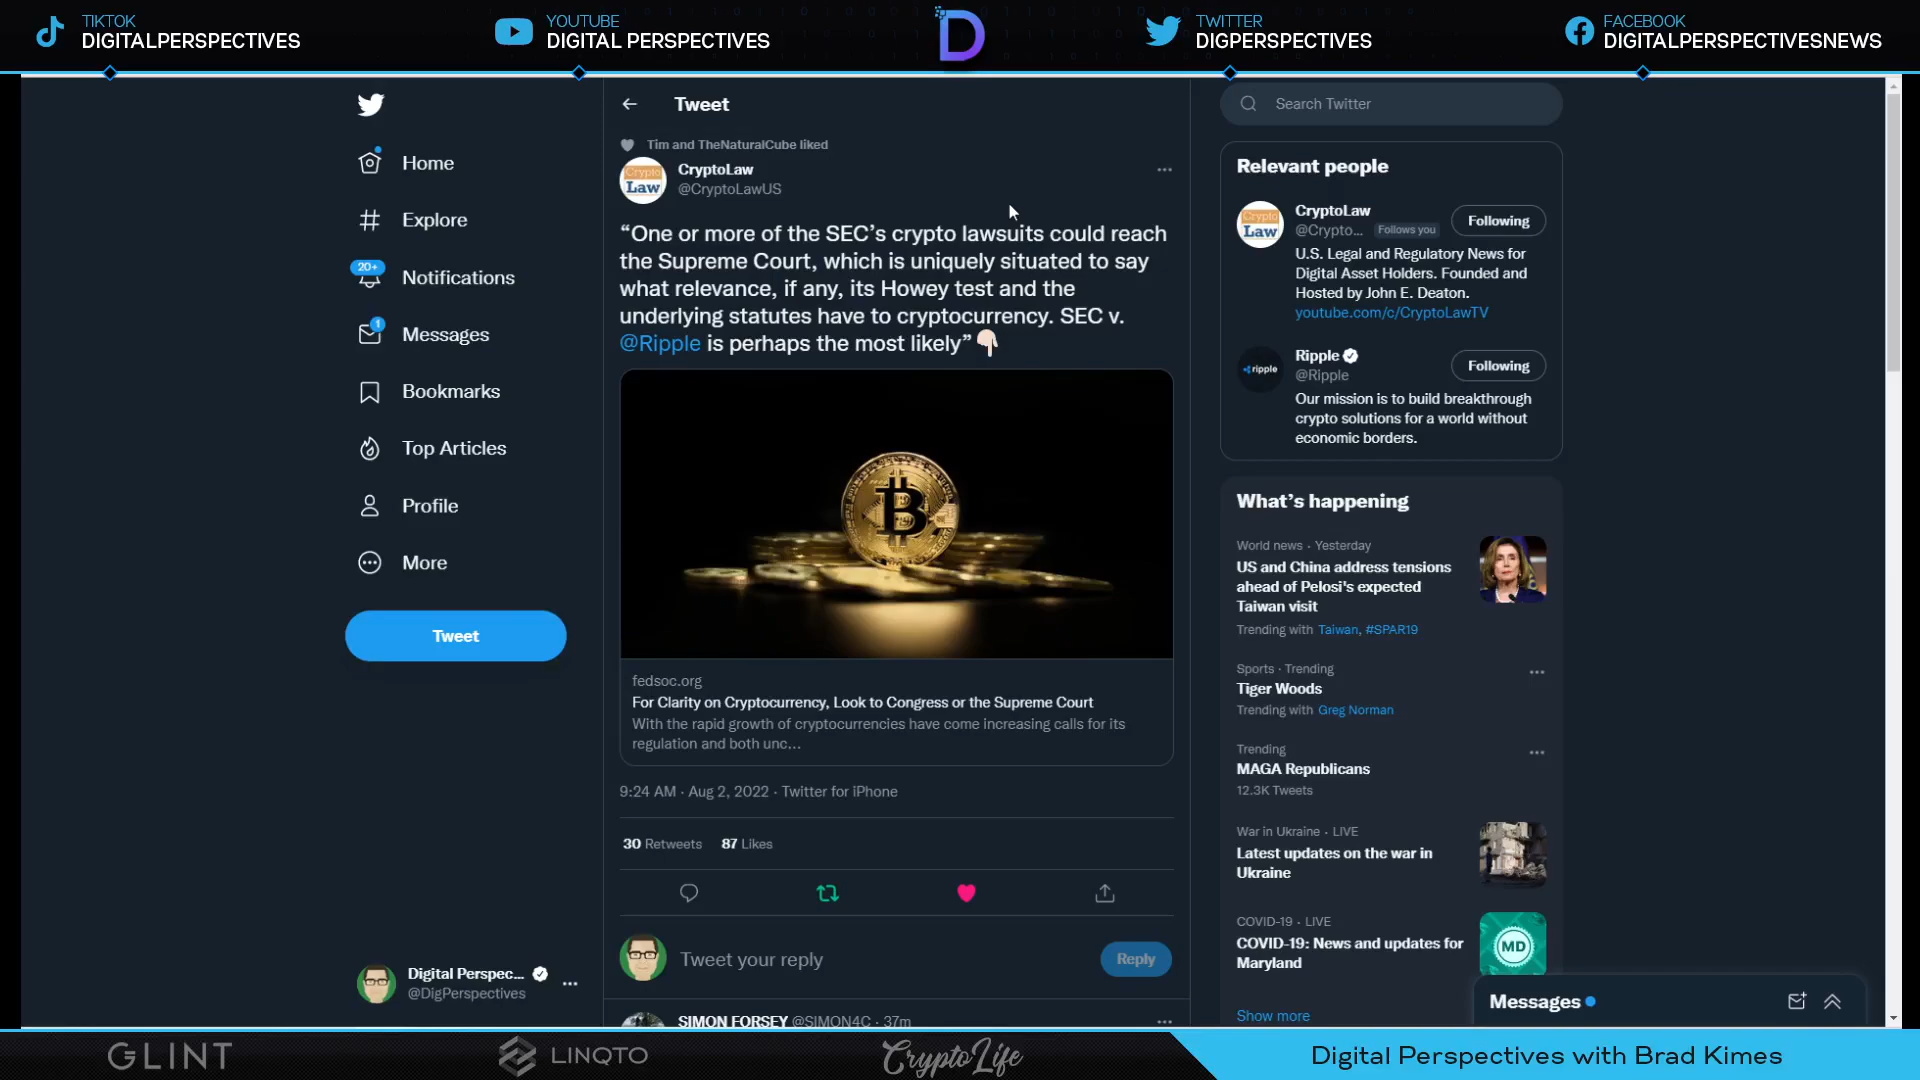 TIKTOK
DIGITALPERSPECTIVES
YOUTUBE
DIGITAL PERSPECTIVES
D
TWITTER
DIGPERSPECTIVES
FACEBOOK
DIGITALPERSPECTIVESNEWS
Home
Explore
20+
Notifications
1
Messages
Bookmarks
Top Articles
Profile
More
Tweet
Digital Perspec...
@DigPerspectives
Tweet
Tim and TheNaturalCube liked
Crypto
Law
CryptoLaw
@CryptoLawUS
“One or more of the SEC’s crypto lawsuits could reach
the Supreme Court, which is uniquely situated to say
what relevance, if any, its Howey test and the
underlying statutes have to cryptocurrency. SEC v.
@Ripple is perhaps the most likely”
fedsoc.org
For Clarity on Cryptocurrency, Look to Congress or the Supreme Court
With the rapid growth of cryptocurrencies have come increasing calls for its
regulation and both unc...
9:24 AM · Aug 2, 2022 · Twitter for iPhone
30 Retweets 87 Likes
Tweet your reply
Reply
SIMON FORSEY @SIMON4C · 37m
Search Twitter
Relevant people
Crypto
Law
CryptoLaw
@Crypto... Follows you
Following
U.S. Legal and Regulatory News for
Digital Asset Holders. Founded and
Hosted by John E. Deaton.
youtube.com/c/CryptoLawTV
ripple
Ripple
@Ripple
Following
Our mission is to build breakthrough
crypto solutions for a world without
economic borders.
What’s happening
World news · Yesterday
US and China address tensions
ahead of Pelosi's expected
Taiwan visit
Trending with Taiwan, #SPAR19
Sports · Trending
Tiger Woods
Trending with Greg Norman
Trending
MAGA Republicans
12.3K Tweets
War in Ukraine · LIVE
Latest updates on the war in
Ukraine
COVID-19 · LIVE
COVID-19: News and updates for
Maryland
MD
Show more
Messages
GLINT
LINQTO
CryptoLife
Digital Perspectives with Brad Kimes